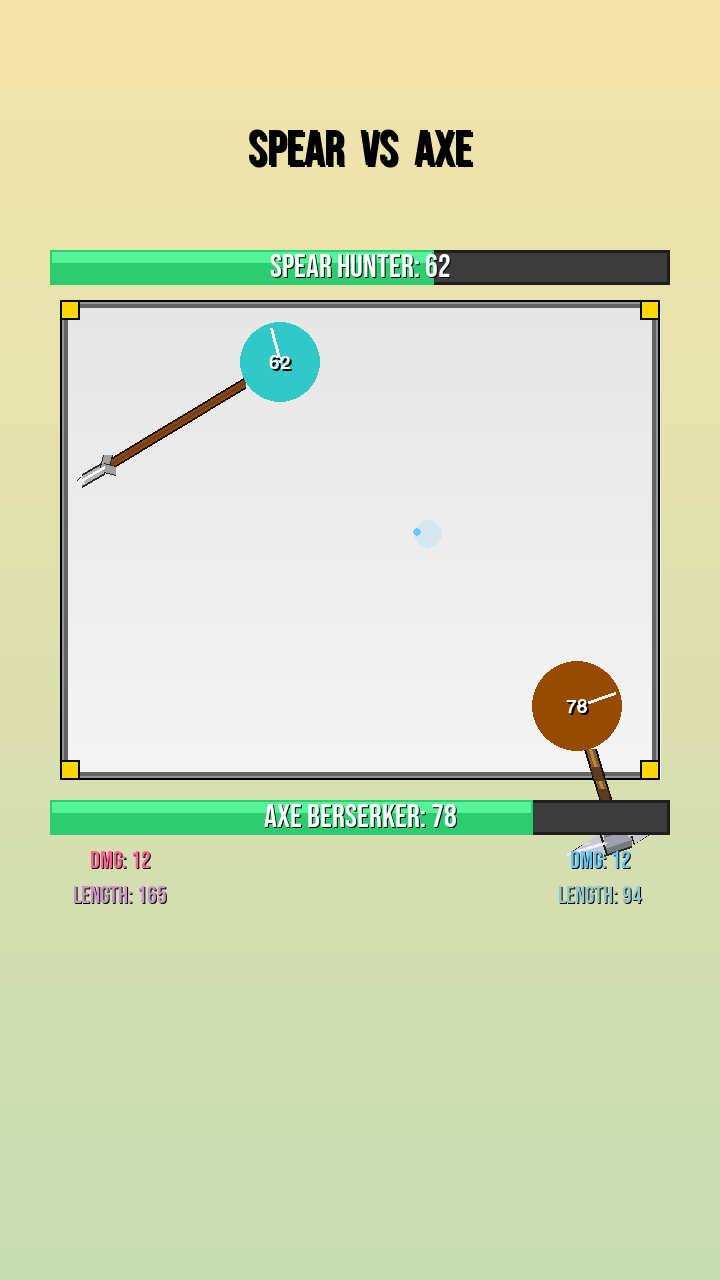 SPEAR VS AXE
SPEAR HUNTER: 62
62
78
AXE BERSERKER: 78
DMG: 12
DMG: 12
LENGTH: 165
LENGTH: 94